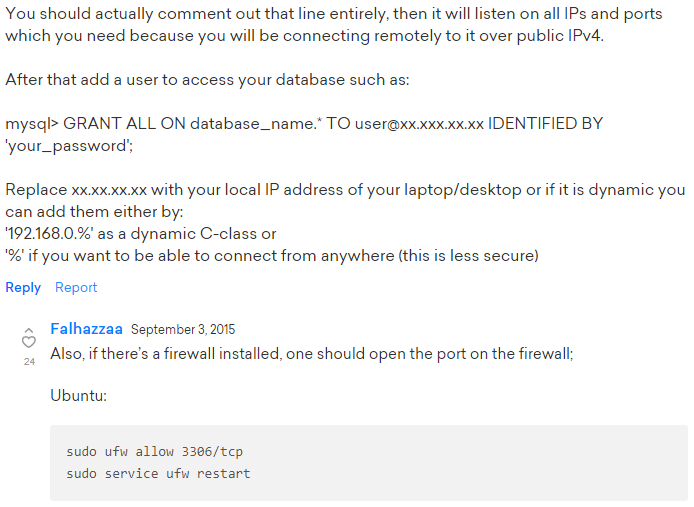 You should actually comment out that line entirely, then it will listen on all IPs and ports
which you need because you will be connecting remotely to it over public IPv4.
After that add a user to access your database such as:
mysql> GRANT ALL ON database_name.* TO user@xx.xxx.xx.xx IDENTIFIED BY
'your_password';
Replace xx.xx.xx.xx with your local IP address of your laptop/desktop or if it is dynamic you
can add them either by:
'192.168.0.%' as a dynamic C-class or
'%' if you want to be able to connect from anywhere (this is less secure)
Reply Report
Falhazzaa September 3, 2015
24
Also, if there's a firewall installed, one should open the port on the firewall;
Ubuntu:
sudo ufw allow 3306/tcp
sudo service ufw restart